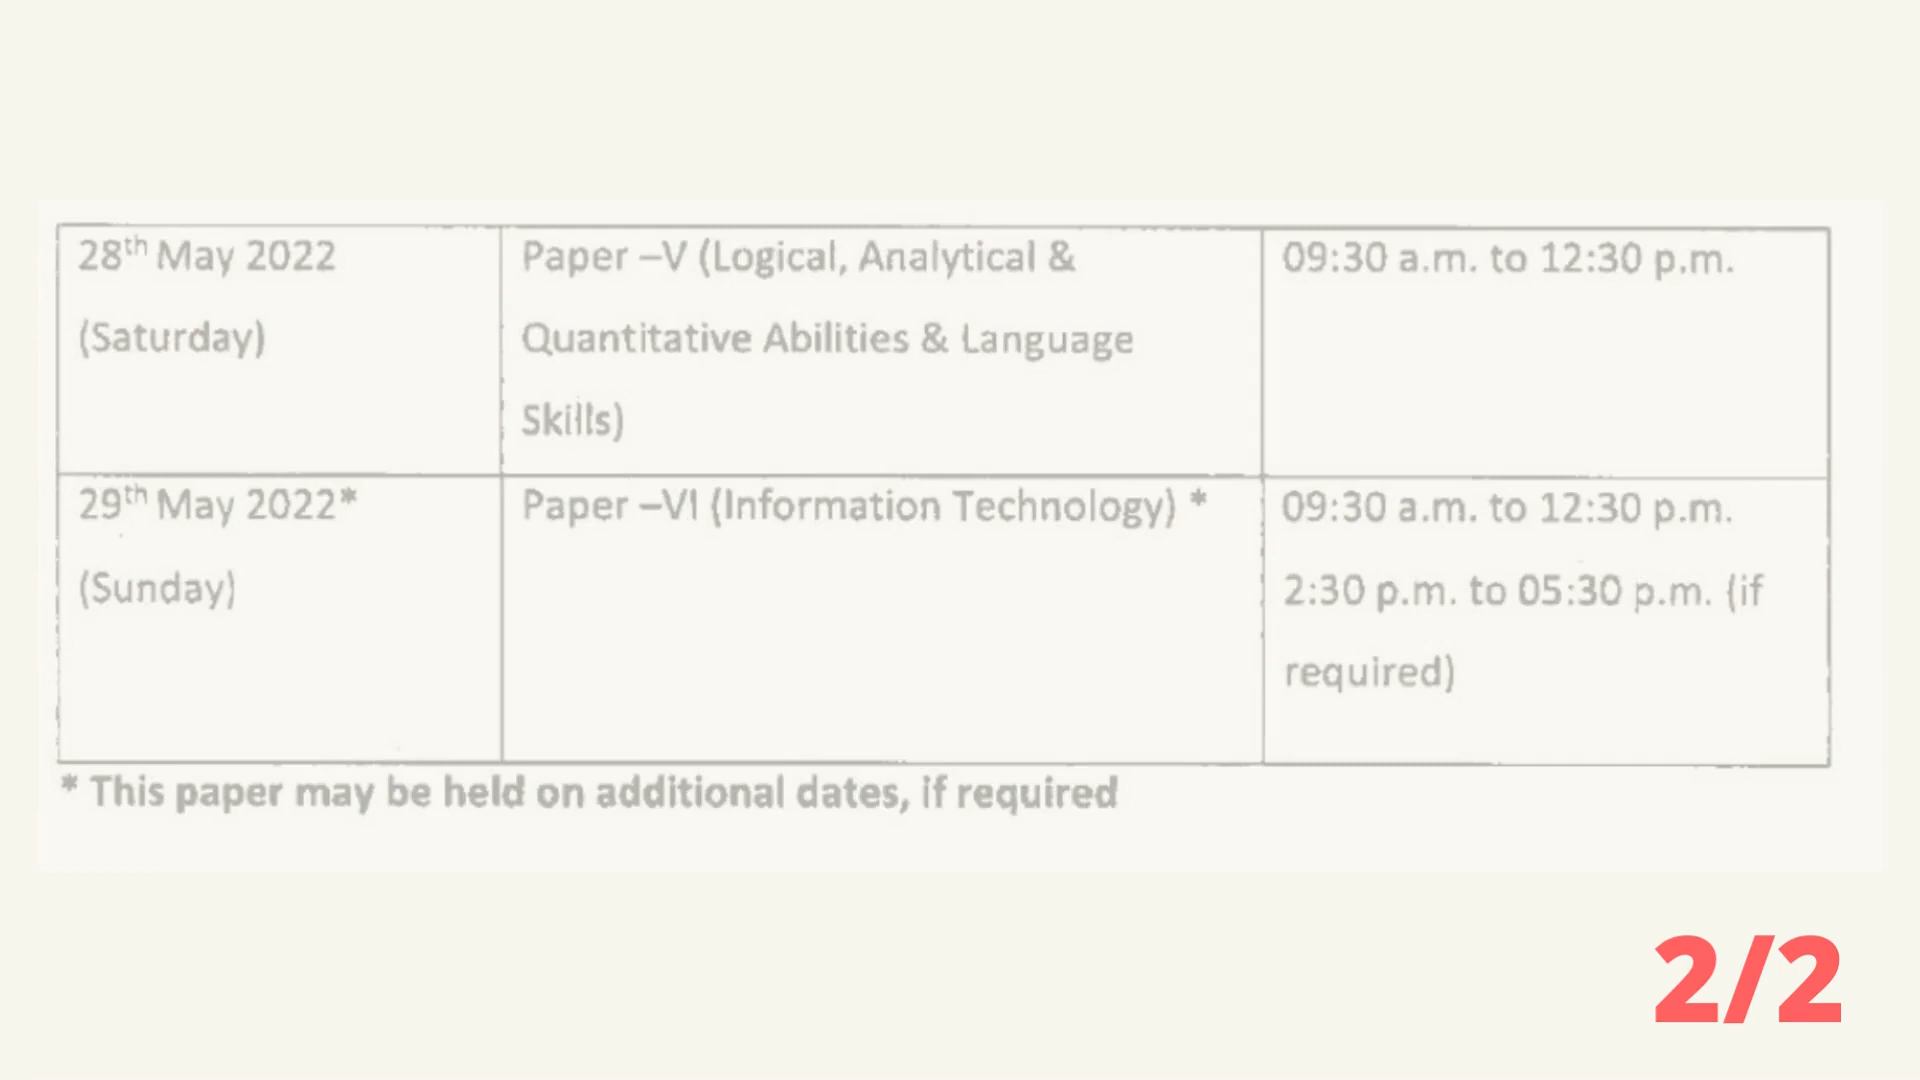 28th May 2022
(Saturday)
Paper –V (Logical, Analytical &
Quantitative Abilities & Language
Skills)
09:30 a.m. to 12:30 p.m.
29th May 2022*
(Sunday)
Paper –VI (Information Technology) *
09:30 a.m. to 12:30 p.m.
2:30 p.m. to 05:30 p.m. (if
required)
* This paper may be held on additional dates, if required
2/2